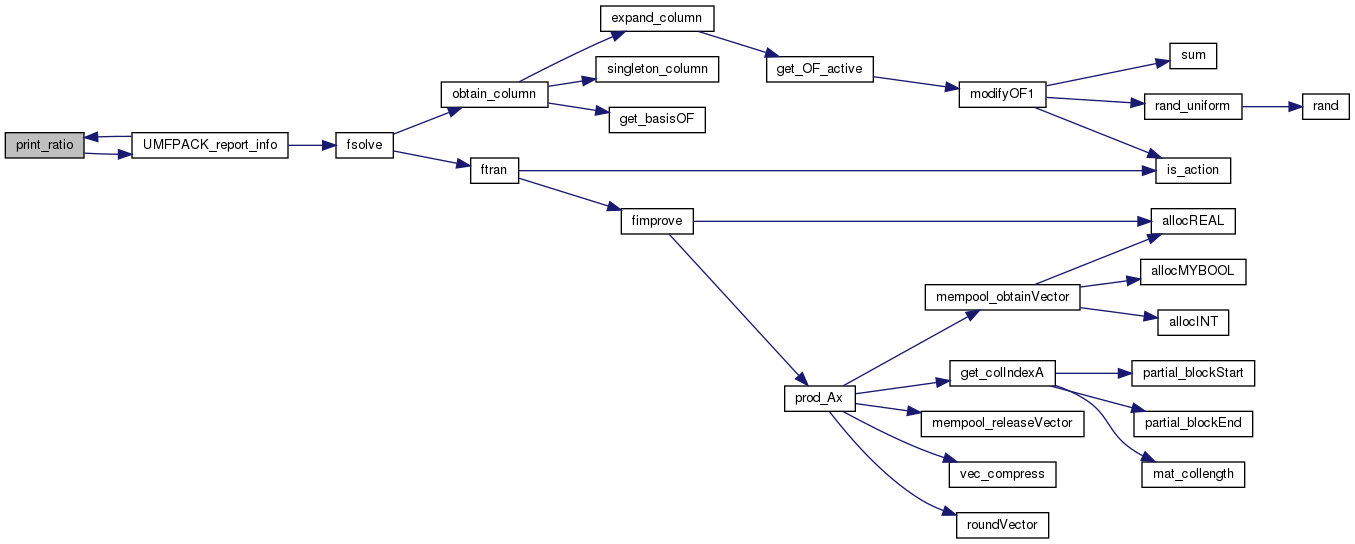 expand_column
sum
singleton_column
get_OF_active
obtain_column
modifyOF1
rand_uniform
rand
get_basisOF
print_ratio
UMFPACK_report_info
fsolve
ftran
is_action
fimprove
allocREAL
allocMYBOOL
mempool_obtainVector
allocINT
get_colIndexA
partial_blockStart
prod_Ax
mempool_releaseVector
partial_blockEnd
vec_compress
mat_collength
roundVector